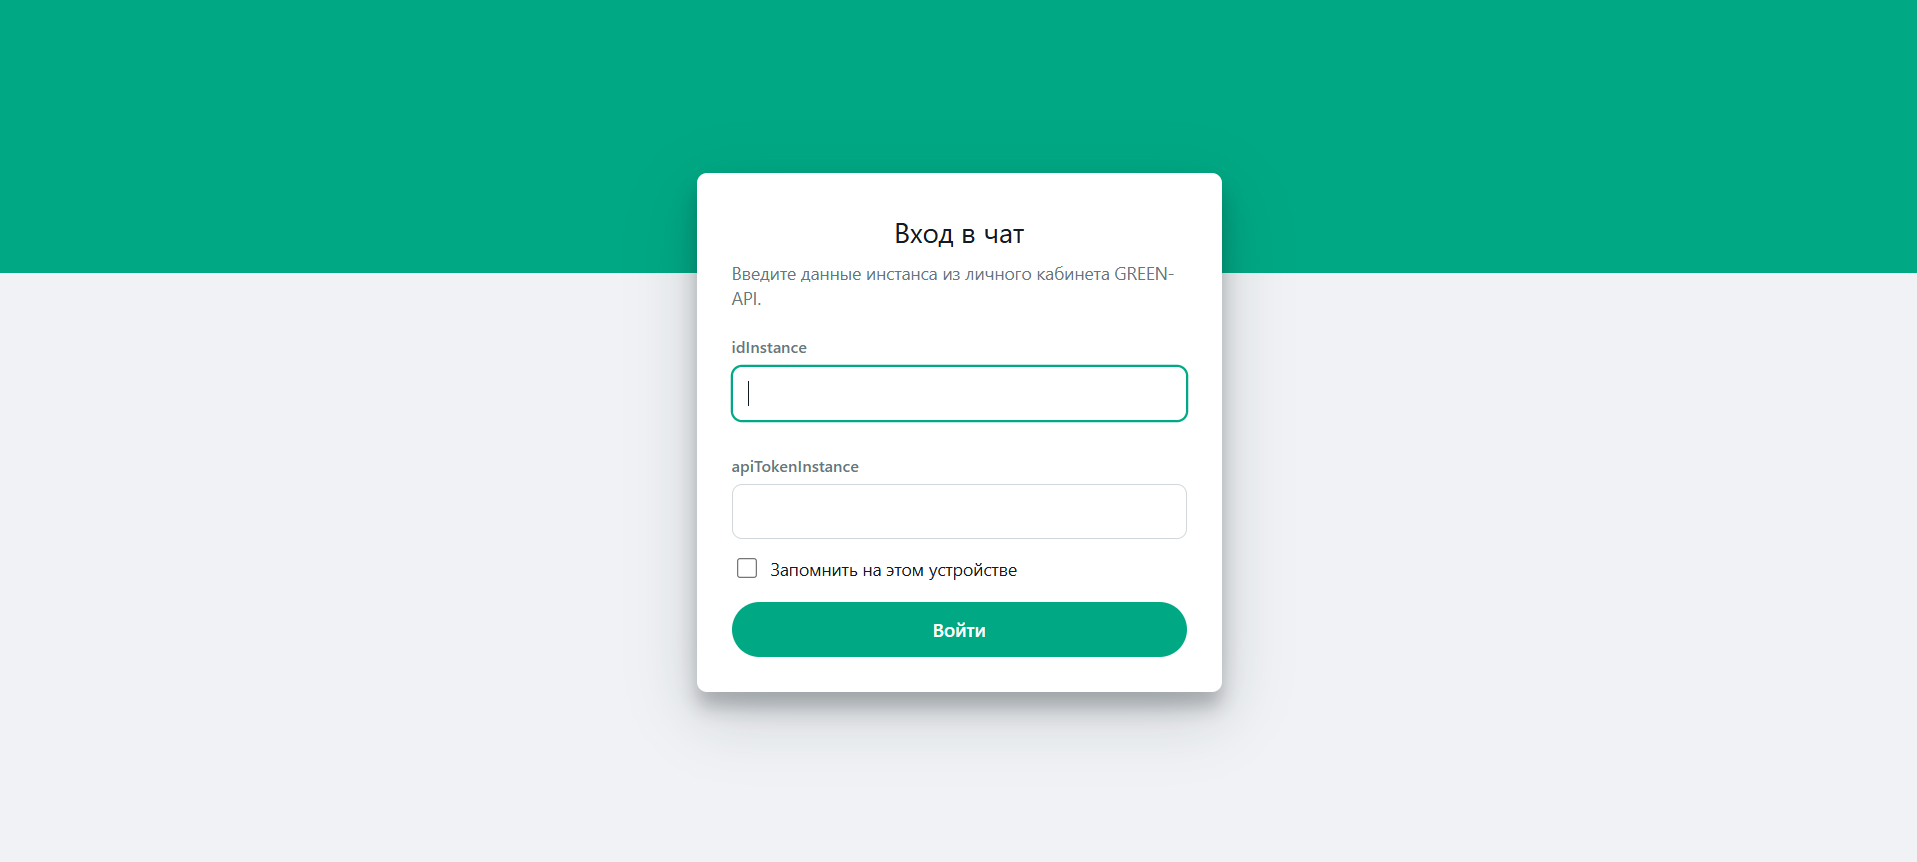 Вход в чат
Введите данные инстанса из личного кабинета GREEN-
API.
idInstance
apiTokenInstance
Запомнить на этом устройстве
Войти